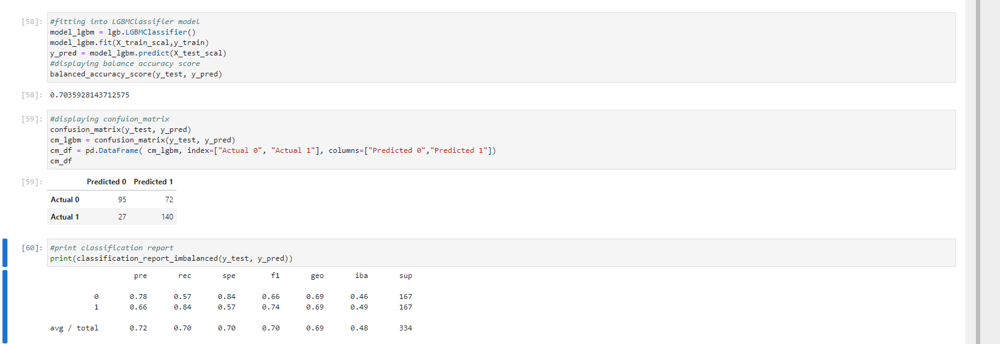 [58]: #fitting into LGBMClassifier model
model_lgbm = lgb.LGBMClassifier()
model_lgbm.fit(X_train_scal,y_train)
y_pred = model_lgbm.predict(X_test_scal)
#displaying balance accuracy score
balanced_accuracy_score(y_test, y_pred)
[58]: 0.7035928143712575
[59]: #displaying confuion_matrix
confusion_matrix(y_test, y_pred)
cm_lgbm = confusion_matrix(y_test, y_pred)
cm_df = pd.DataFrame( cm_lgbm, index=["Actual 0", "Actual 1"], columns=["Predicted 0","Predicted 1"])
cm_df
[59]: Predicted 0 Predicted 1
Actual 0 95 72
Actual 1 27 140
[60]: #print classification report
print(classification_report_imbalanced(y_test, y_pred))
pre rec spe f1 geo iba sup
0 0.78 0.57 0.84 0.66 0.69 0.46 167
1 0.66 0.84 0.57 0.74 0.69 0.49 167
avg / total 0.72 0.70 0.70 0.70 0.69 0.48 334